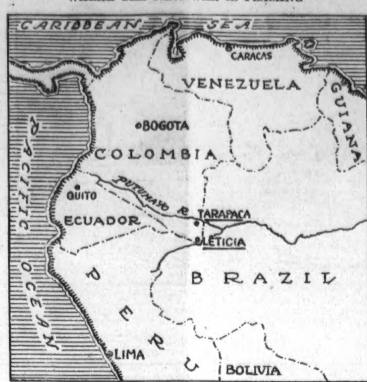 CARIBBEAN SEA
CARACAS
VENEZUELA
GUIANA
BOGOTA
COLOMBIA
PACIFIC OCEAN
QUITO
PUTUMAYO R.
TARAPACA
ECUADOR
LETICIA
BRAZIL
PERU
LIMA
BOLIVIA